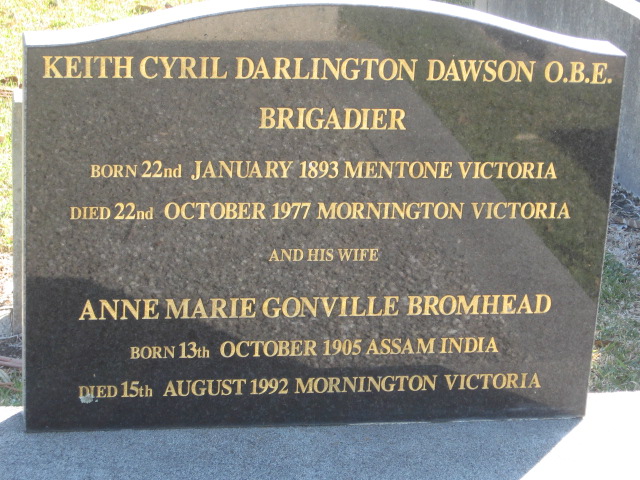 KEITH CYRIL DARLINGTON DAWSON O.B.E.
BRIGADIER
BORN 22nd JANUARY 1893 MENTONE VICTORIA
DIED 22nd OCTOBER 1977 MORNINGTON VICTORIA
AND HIS WIFE
ANNE MARIE GONVILLE BROMHEAD
BORN 13th OCTOBER 1905 ASSAM INDIA
DIED 15th AUGUST 1992 MORNINGTON VICTORIA